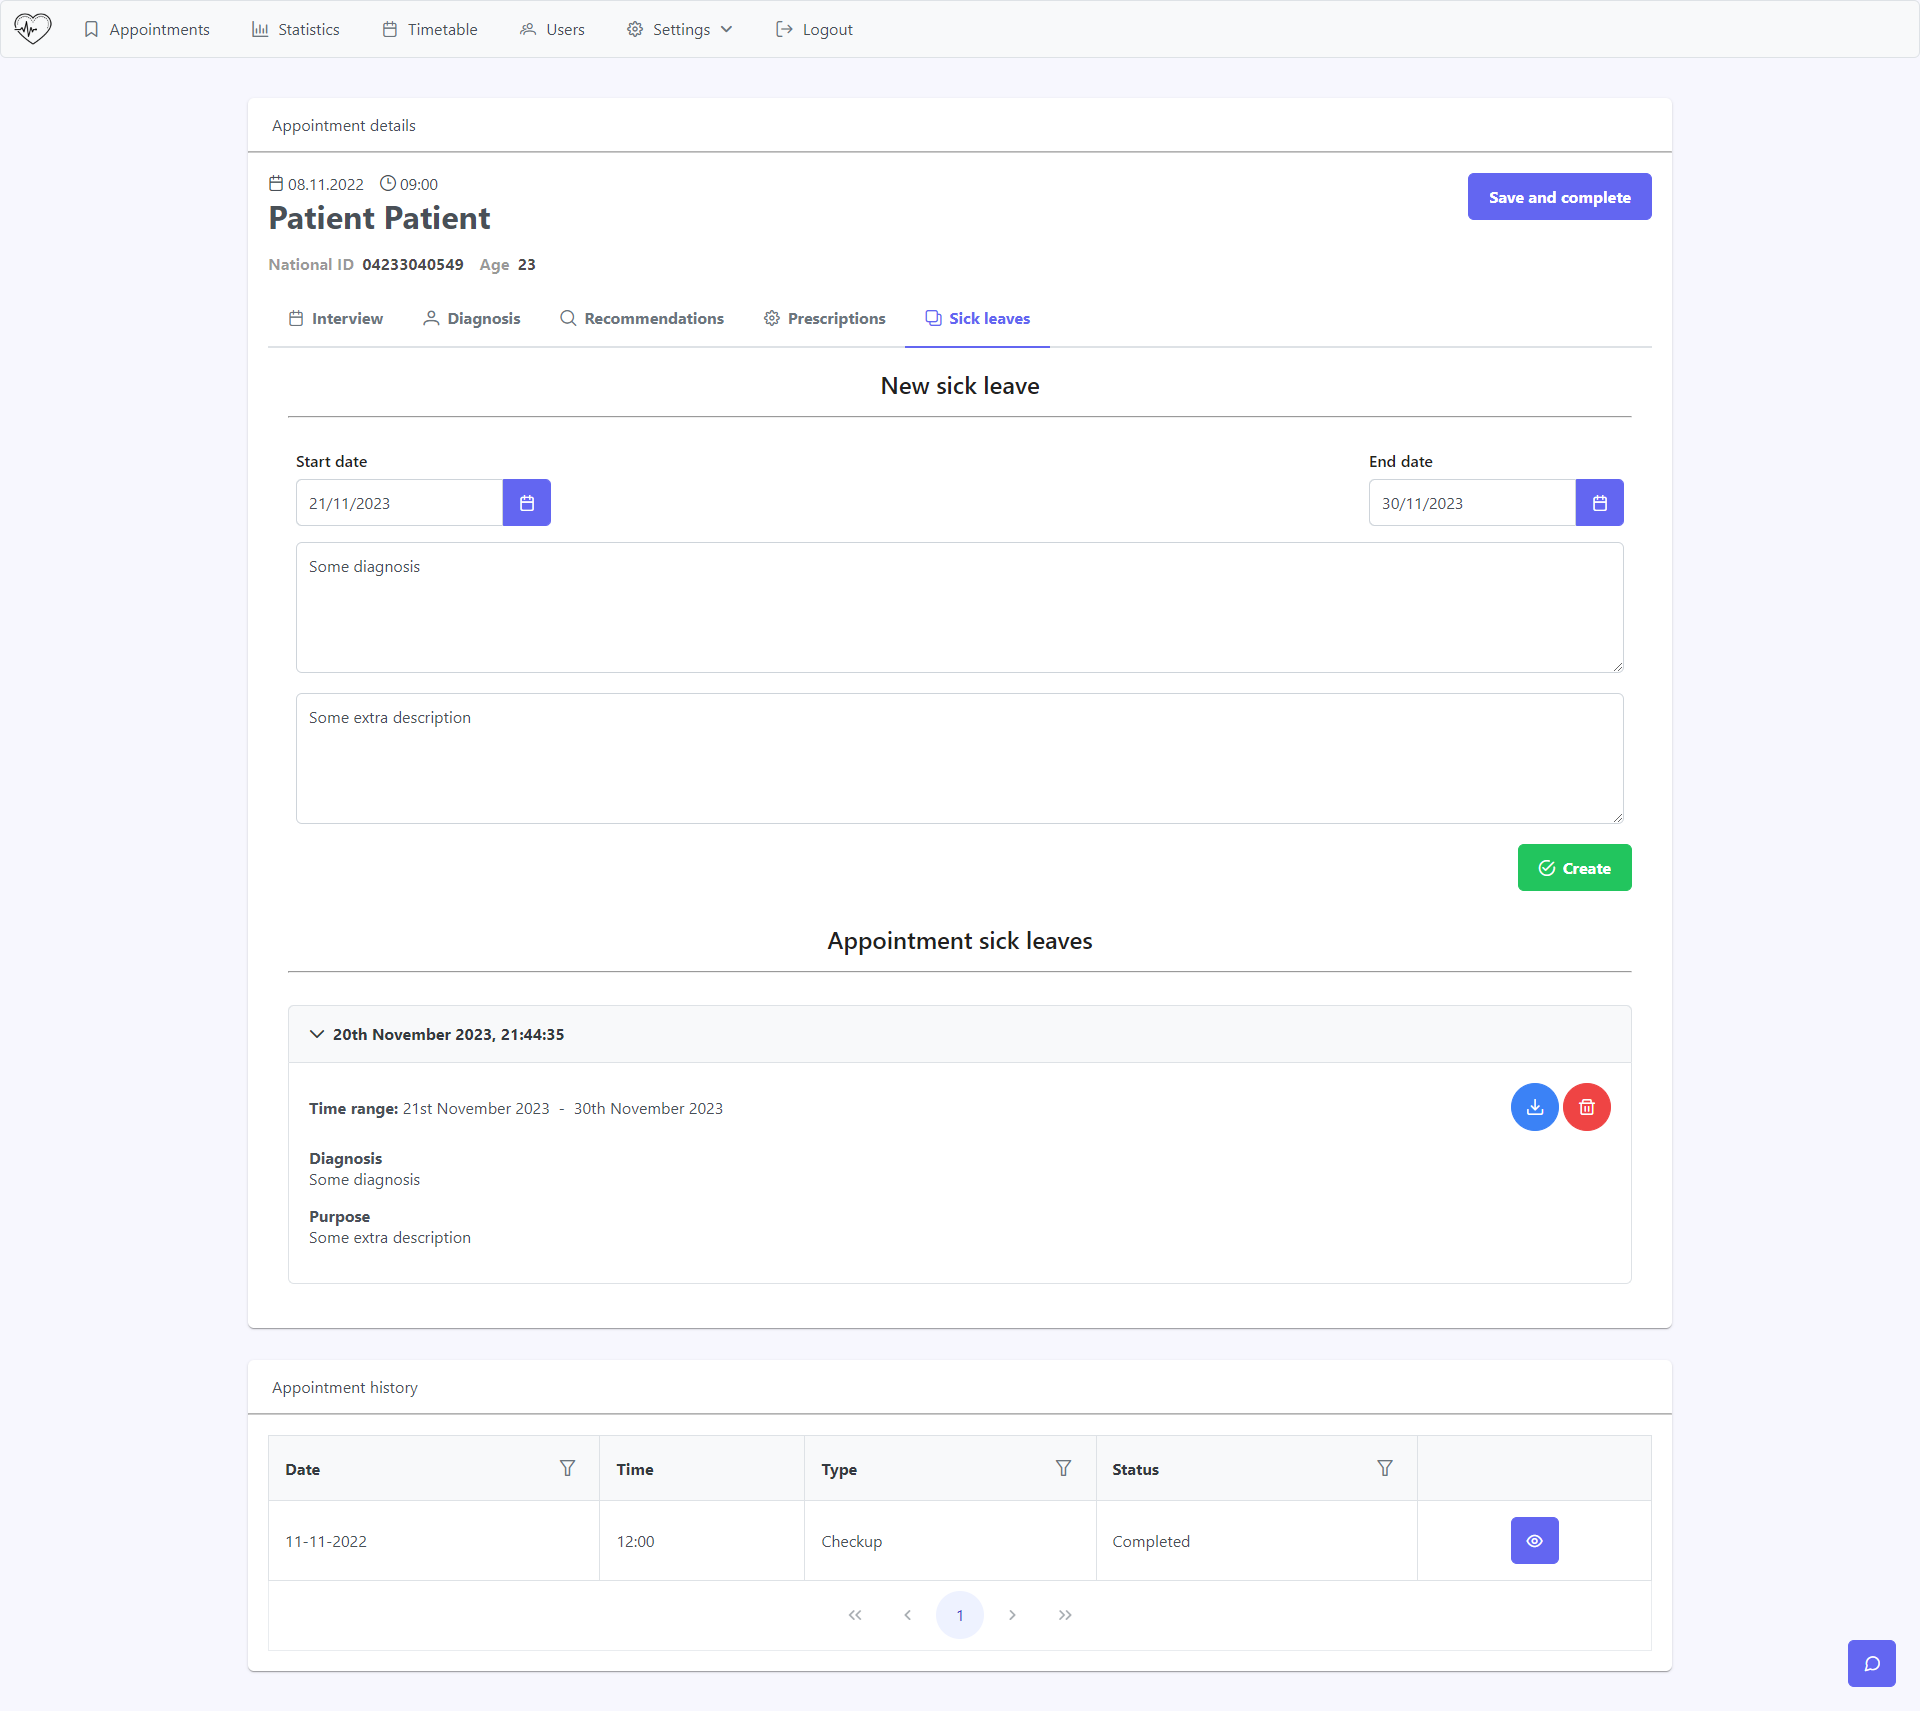 Appointments Statistics Timetable Users Settings Logout
Appointment details
08.11.2022 09:00
Save and complete
Patient Patient
National ID 04233040549 Age 23
Interview Diagnosis Recommendations Prescriptions Sick leaves
New sick leave
Start date End date
21/11/2023 30/11/2023
Some diagnosis
Some extra description
Create
Appointment sick leaves
20th November 2023, 21:44:35
Time range: 21st November 2023 - 30th November 2023
Diagnosis
Some diagnosis
Purpose
Some extra description
Appointment history
Date Time Type Status
11-11-2022 12:00 Checkup Completed
1